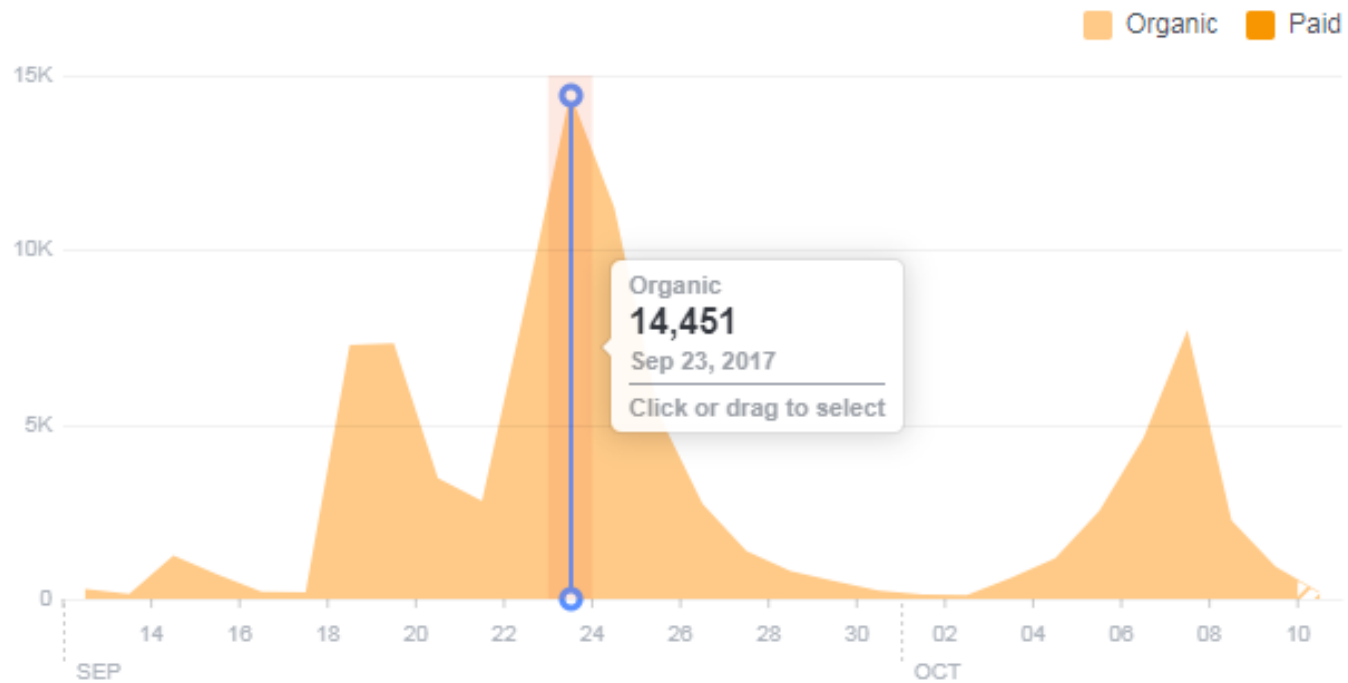 Organic Paid
15K
10K
5K
0
Organic
14,451
Sep 23, 2017
Click or drag to select
14 16 18 20 22 24 26 28 30 02 04 06 08 10
SEP OCT